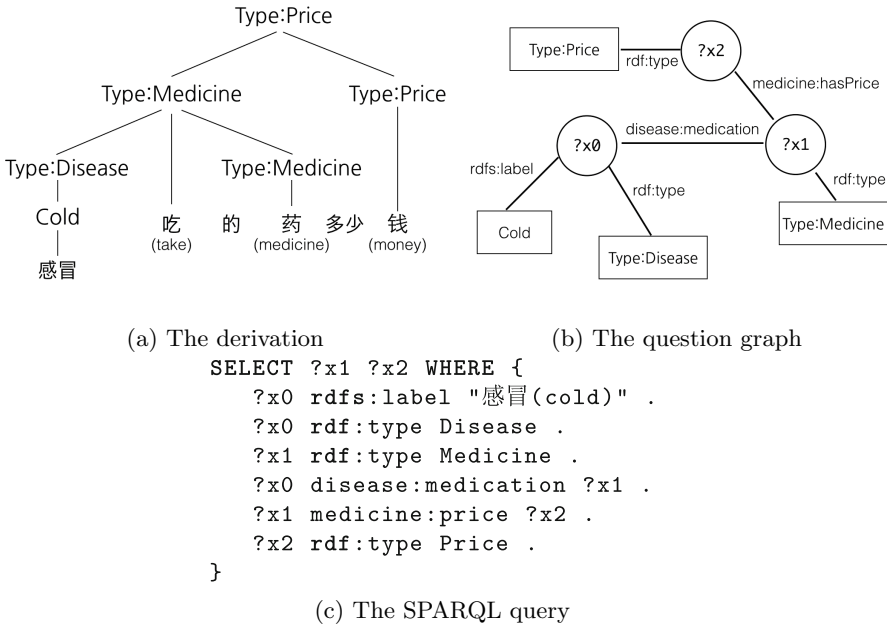 Type:Price
Type:Medicine
Type:Price
Type:Disease
Type:Medicine
Cold
吃 的 药 多少 钱
(take) (medicine) (money)
感冒
Type:Price
rdf:type
?x2
medicine:hasPrice
disease:medication
?x0
?x1
rdfs:label
rdf:type
rdf:type
Cold
Type:Medicine
Type:Disease
(a) The derivation
(b) The question graph
SELECT ?x1 ?x2 WHERE {
?x0 rdfs:label "感冒(cold)" .
?x0 rdf:type Disease .
?x1 rdf:type Medicine .
?x0 disease:medication ?x1 .
?x1 medicine:price ?x2 .
?x2 rdf:type Price .
}
(c) The SPARQL query